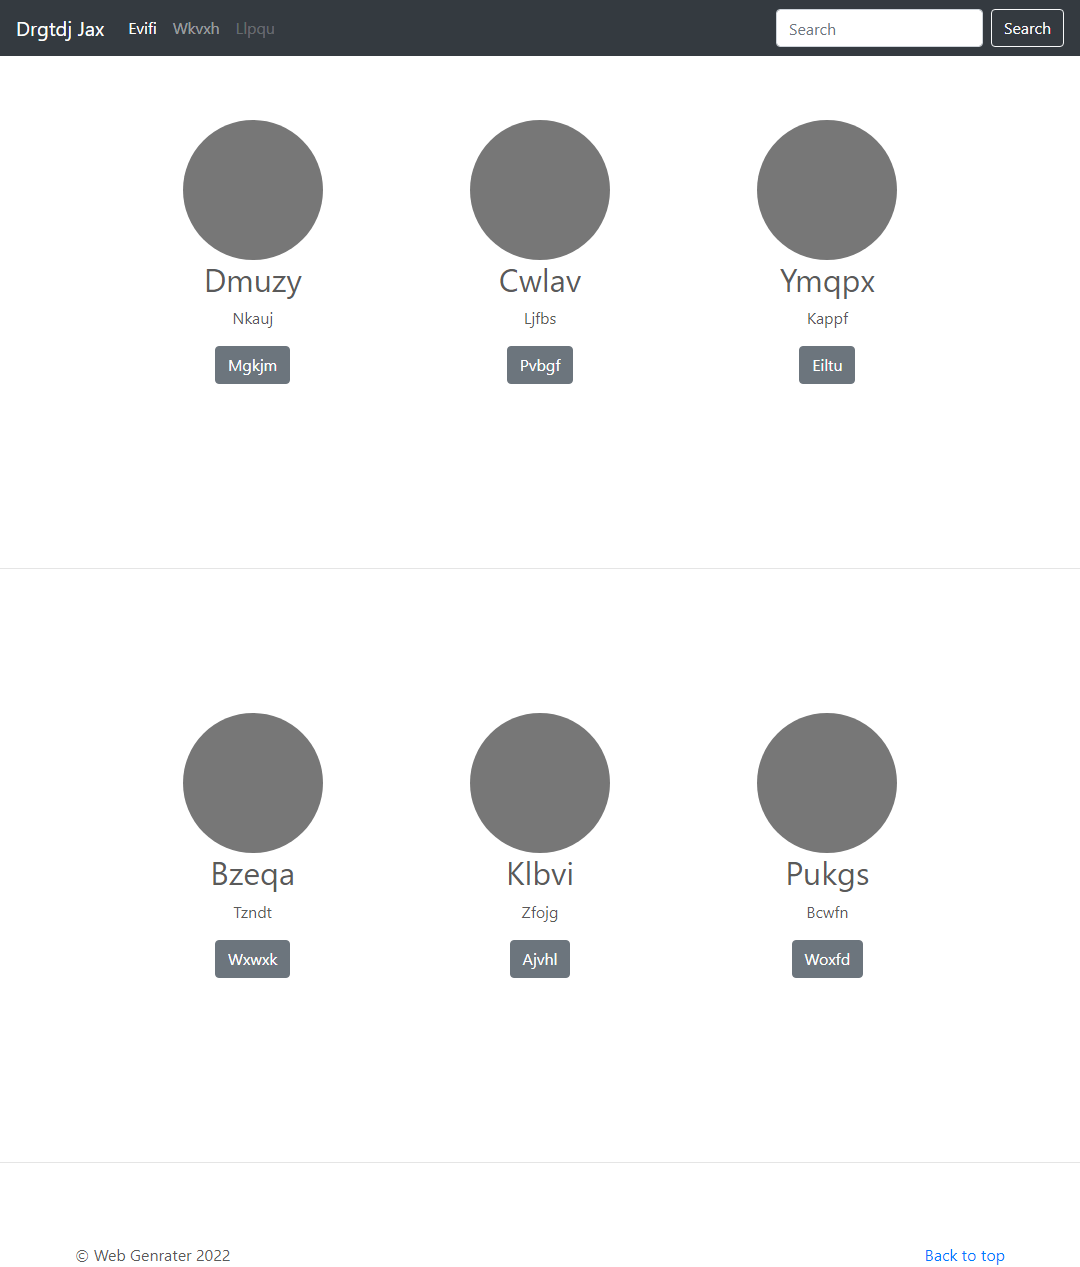 Drgtdj Jax Evifi Wkvxh Llpqu Search Search
Dmuzy Cwlav Ymqpx
Nkauj Ljfbs Kappf
Mgkjm Pvbgf Eiltu
Bzeqa Klbvi Pukgs
Tzndt Zfojg Bcwfn
Wxwxk Ajvhl Woxfd
© Web Genrater 2022 Back to top